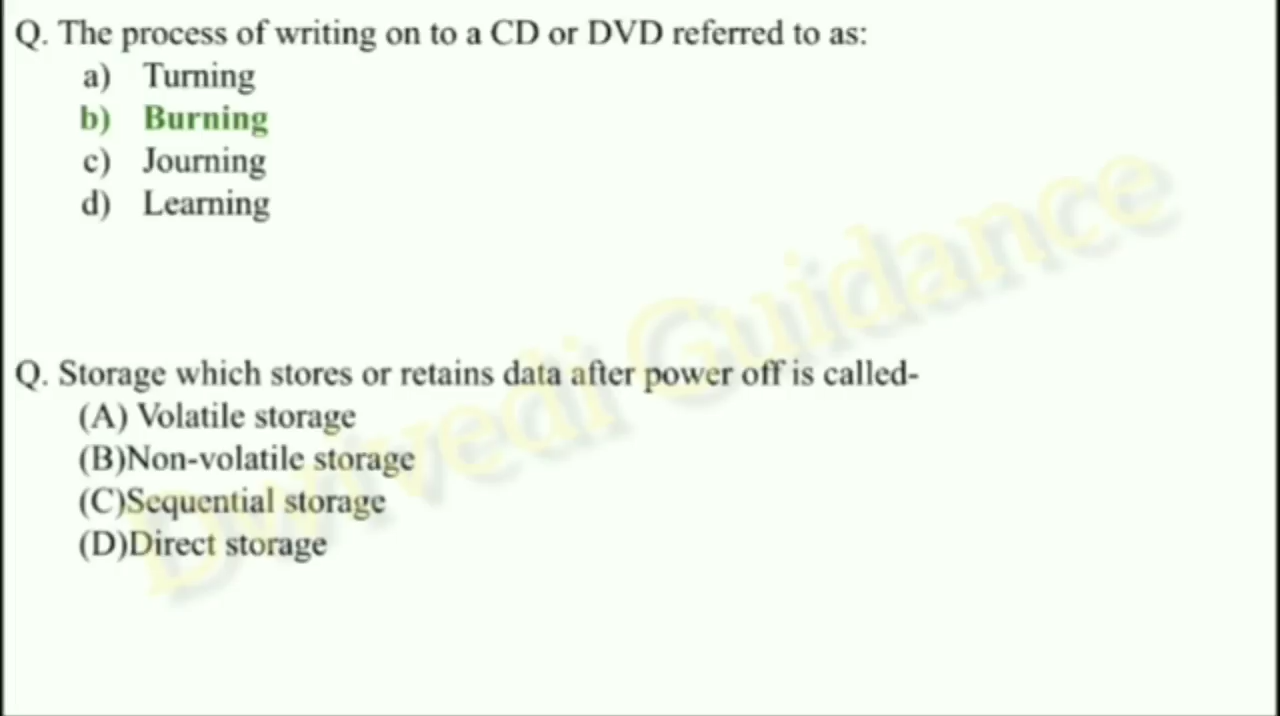 Q. The process of writing on to a CD or DVD referred to as:
a) Turning
b) Burning
c) Journing
d) Learning
Q. Storage which stores or retains data after power off is called-
(A) Volatile storage
(B)Non-volatile storage
(C)Sequential storage
(D)Direct storage
Dwivedi Guidance